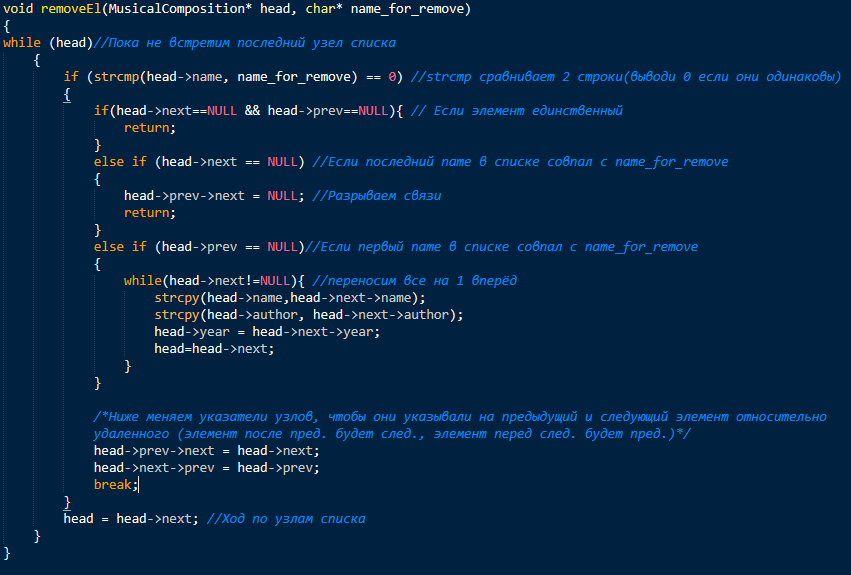 void removeEl(MusicalComposition* head, char* name_for_remove)
{
while (head)//Пока не встретим последний узел списка
    {
        if (strcmp(head->name, name_for_remove) == 0) //strcmp сравнивает 2 строки(выводи 0 если они одинаковы)
        {
            if(head->next==NULL && head->prev==NULL){ // Если элемент единственный
                return;
            }
            else if (head->next == NULL) //Если последний name в списке совпал с name_for_remove
            {
                head->prev->next = NULL; //Разрываем связи
                return;
            }
            else if (head->prev == NULL)//Если первый name в списке совпал с name_for_remove
            {
                while(head->next!=NULL){ //переносим все на 1 вперёд
                    strcpy(head->name,head->next->name);
                    strcpy(head->author, head->next->author);
                    head->year = head->next->year;
                    head=head->next;
                }
            }

            /*Ниже меняем указатели узлов, чтобы они указывали на предыдущий и следующий элемент относительно
            удаленного (элемент после пред. будет след., элемент перед след. будет пред.)*/
            head->prev->next = head->next;
            head->next->prev = head->prev;
            break;
        }
        head = head->next; //Ход по узлам списка
    }
}